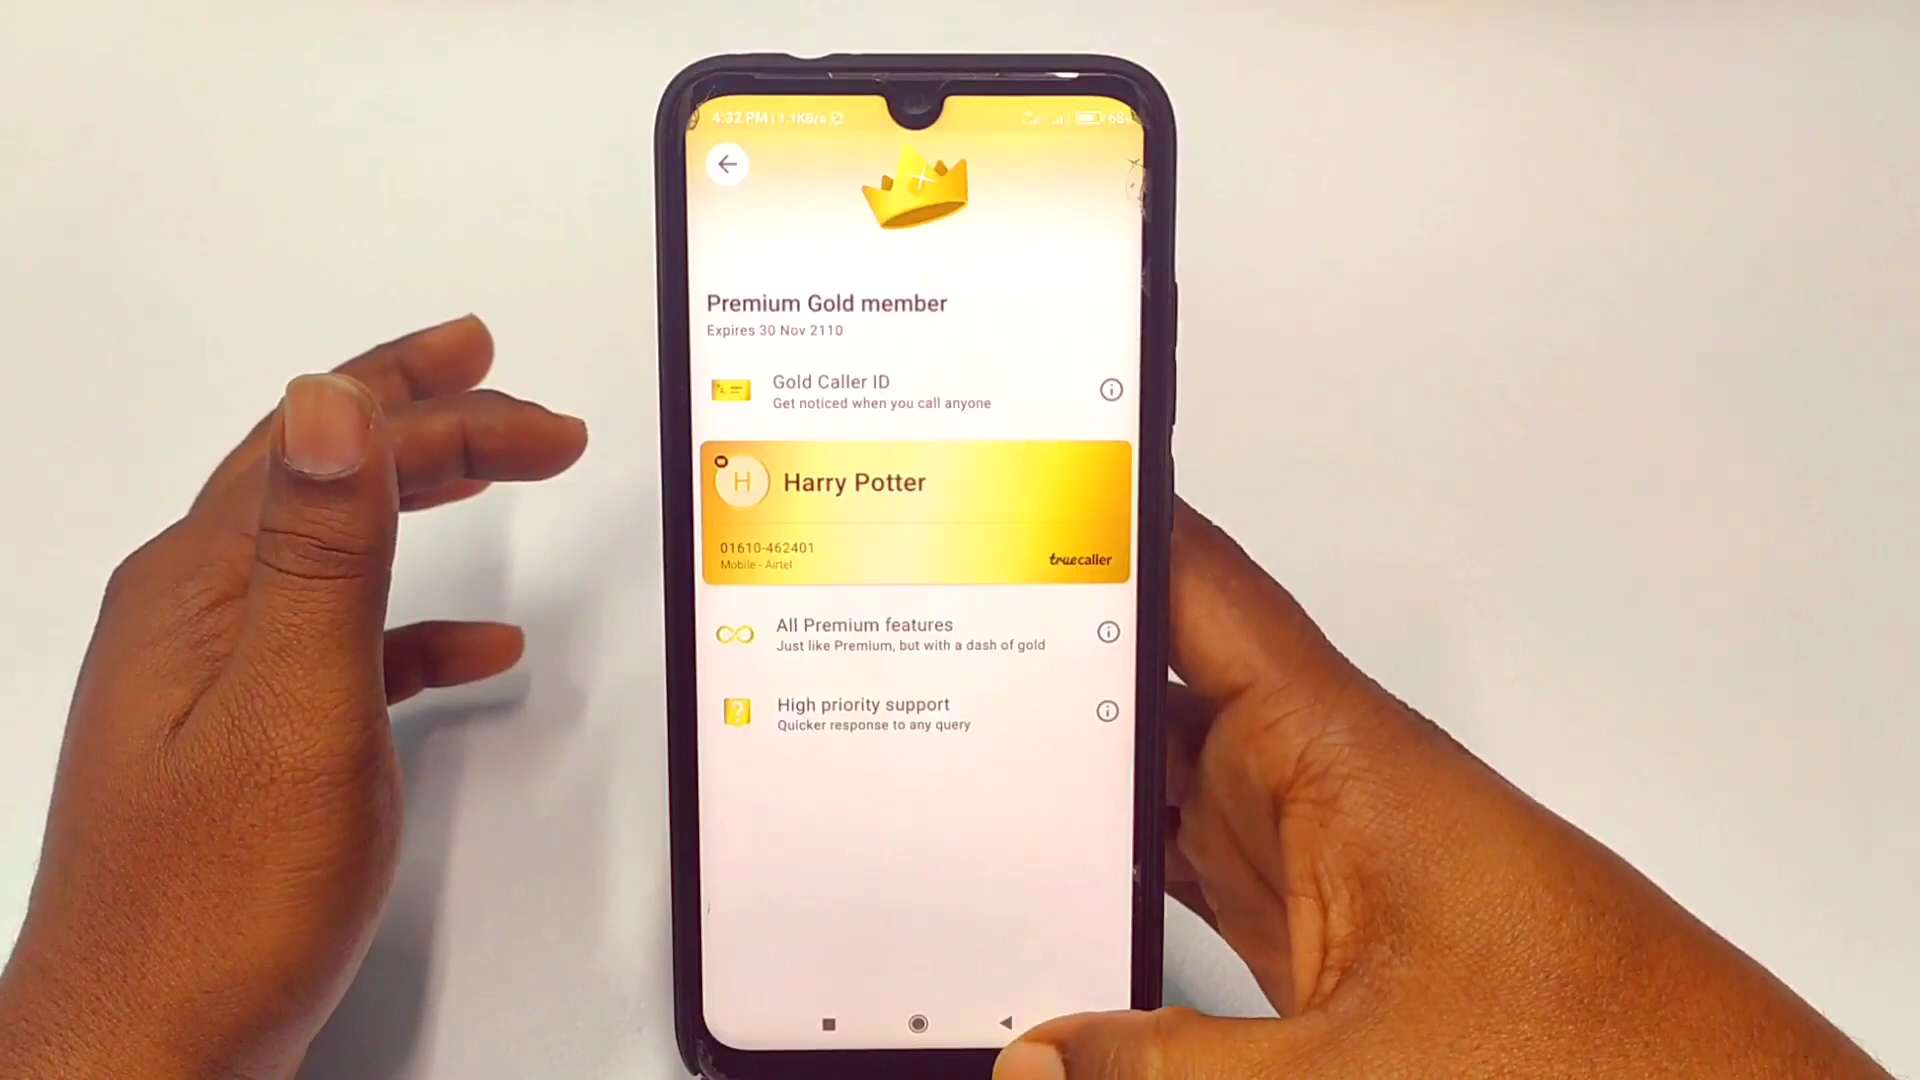 4:32 PM | 1.1KB/s
68
Premium Gold member
Expires 30 Nov 2110
Gold Caller ID
Get noticed when you call anyone
H
Harry Potter
01610-462401
Mobile - Airtel
truecaller
All Premium features
Just like Premium, but with a dash of gold
High priority support
Quicker response to any query